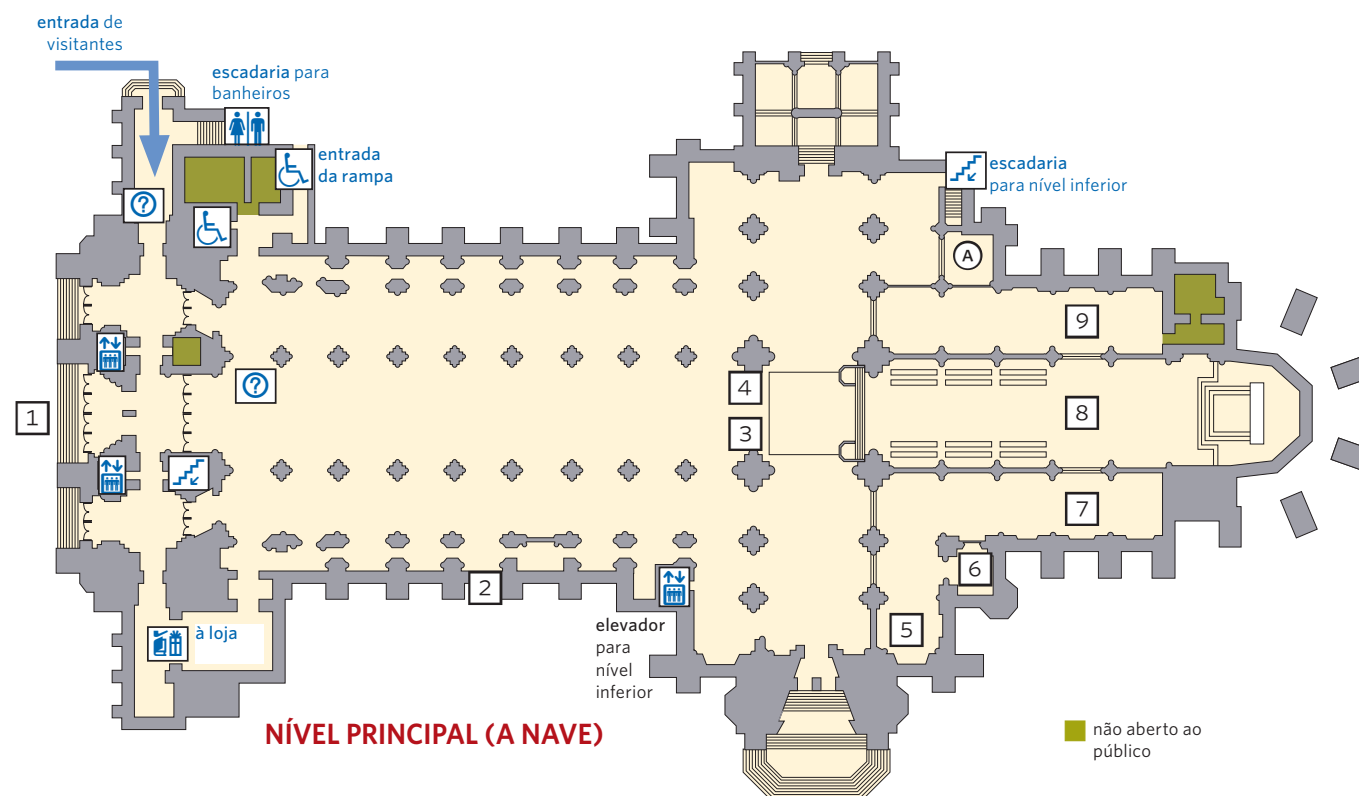 entrada de
visitantes
escadaria para
banheiros
entrada
da rampa
escadaria
para nível inferior
?
A
9
?
4
1
8
3
7
6
2
5
elevador
para
nível
inferior
à loja
NÍVEL PRINCIPAL (A NAVE)
não aberto ao
público